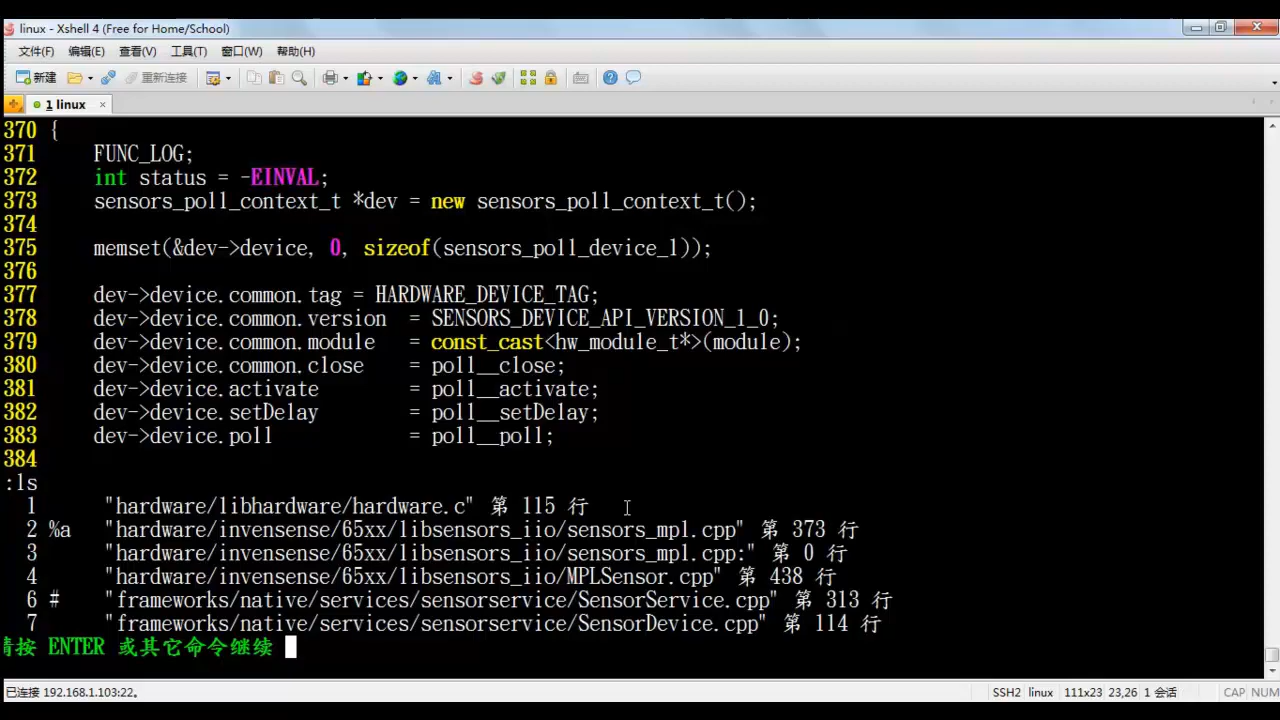 linux - Xshell 4 (Free for Home/School)
文件(F) 编辑(E) 查看(V) 工具(T) 窗口(W) 帮助(H)
新建 重新连接
1 linux
370 {
371     FUNC_LOG;
372     int status = -EINVAL;
373     sensors_poll_context_t *dev = new sensors_poll_context_t();
374
375     memset(&dev->device, 0, sizeof(sensors_poll_device_1));
376
377     dev->device.common.tag = HARDWARE_DEVICE_TAG;
378     dev->device.common.version  = SENSORS_DEVICE_API_VERSION_1_0;
379     dev->device.common.module   = const_cast<hw_module_t*>(module);
380     dev->device.common.close    = poll__close;
381     dev->device.activate        = poll__activate;
382     dev->device.setDelay        = poll__setDelay;
383     dev->device.poll            = poll__poll;
384
:ls
1      "hardware/libhardware/hardware.c" 第 115 行
2 %a   "hardware/invensense/65xx/libsensors_iio/sensors_mpl.cpp" 第 373 行
3      "hardware/invensense/65xx/libsensors_iio/sensors_mpl.cpp:" 第 0 行
4      "hardware/invensense/65xx/libsensors_iio/MPLSensor.cpp" 第 438 行
6 #    "frameworks/native/services/sensorservice/SensorService.cpp" 第 313 行
7      "frameworks/native/services/sensorservice/SensorDevice.cpp" 第 114 行
请按 ENTER 或其它命令继续
已连接 192.168.1.103:22。 SSH2 linux 111x23 23,26 1 会话 CAP NUM